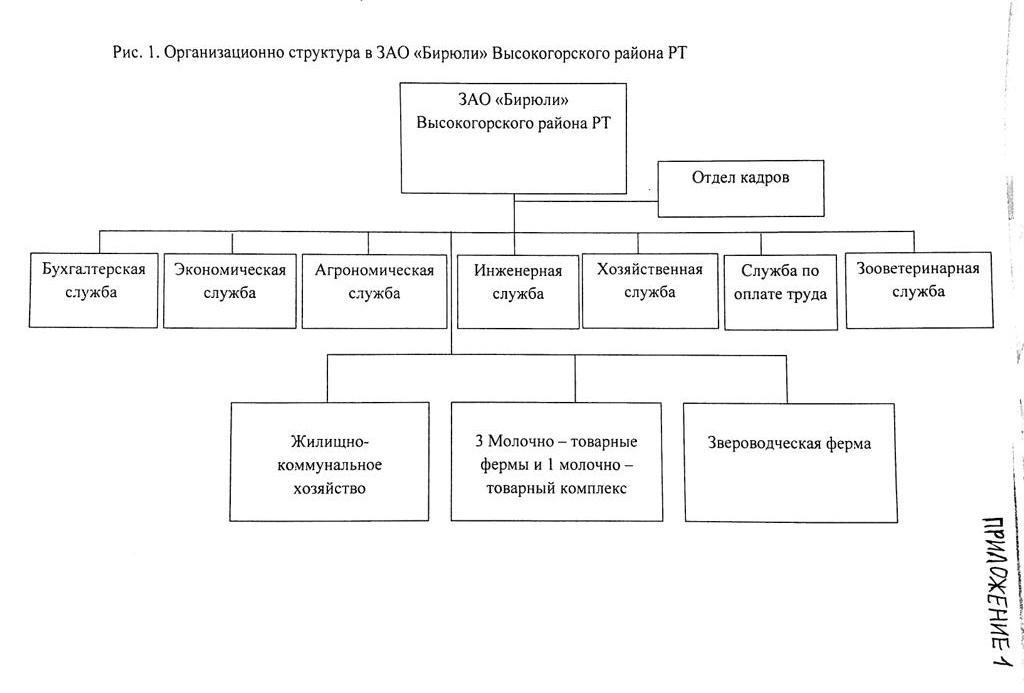 Рис. 1. Организационно структура в ЗАО «Бирюли» Высокогорского района РТ
ЗАО «Бирюли»
Высокогорского района РТ
Отдел кадров
Бухгалтерская
служба
Экономическая
служба
Агрономическая
служба
Инженерная
служба
Хозяйственная
служба
Служба по
оплате труда
Зооветеринарная
служба
Жилищно-
коммунальное
хозяйство
3 Молочно – товарные
фермы и 1 молочно –
товарный комплекс
Звероводческая ферма
ПРИЛОЖЕНИЕ 1